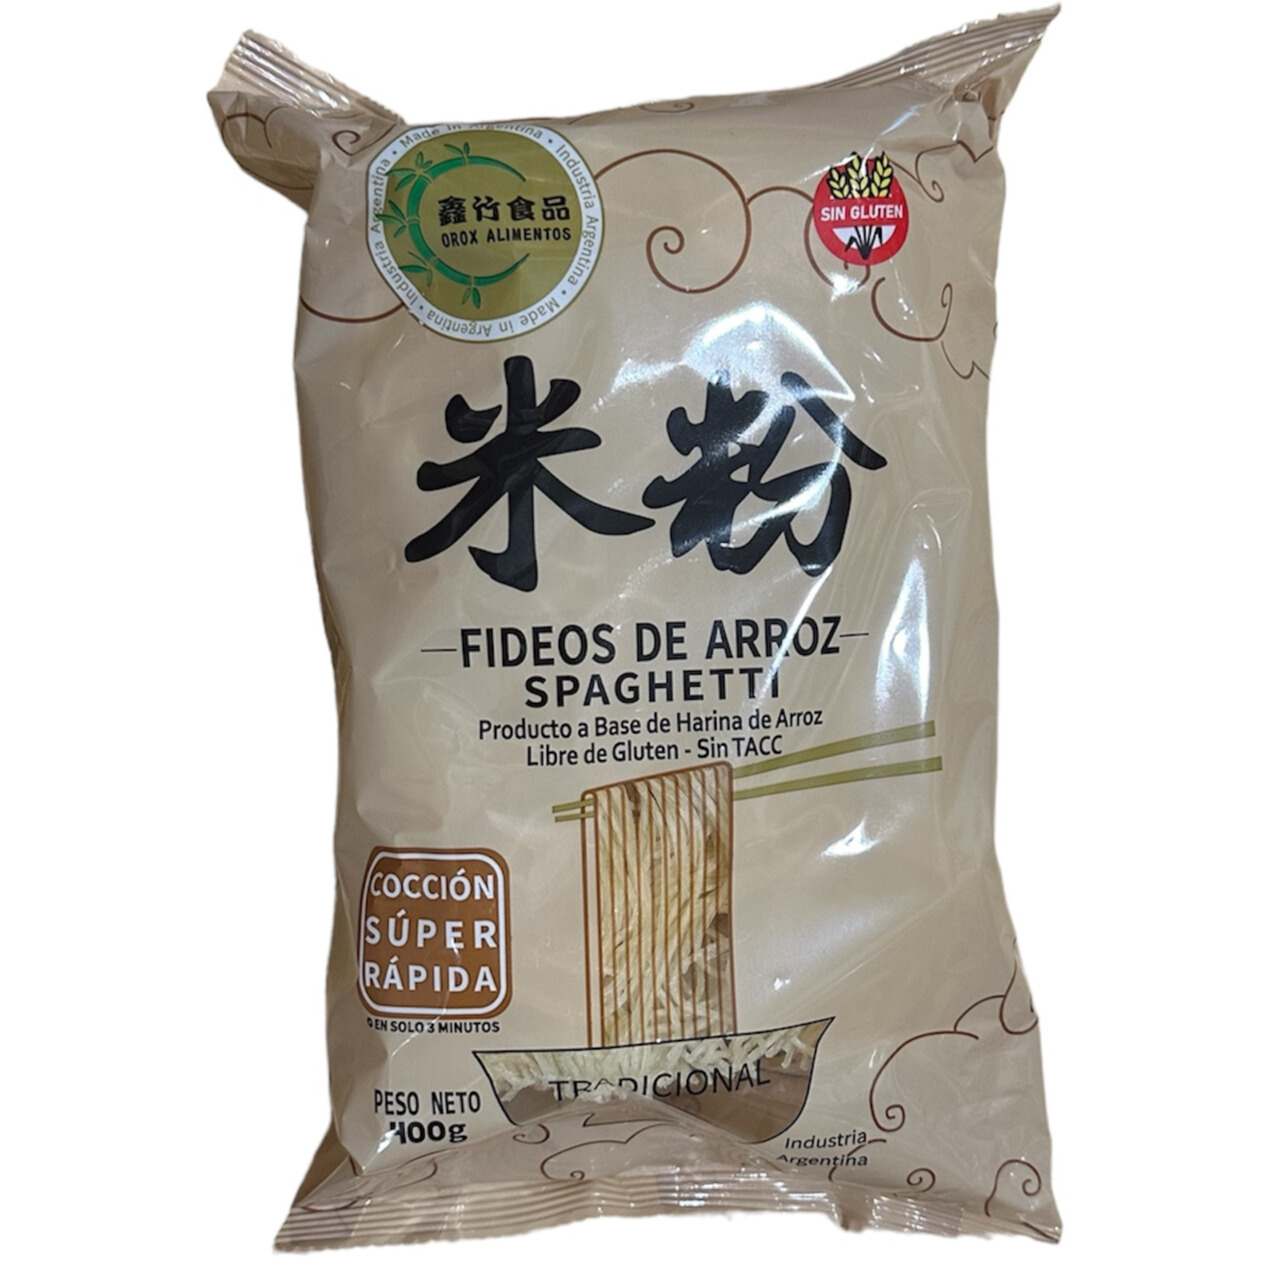 Made in Argentina • Industria Argentina • Made in Argentina • Industria Argentina •
鑫竹食品
OROX ALIMENTOS
SIN GLUTEN
米粉
FIDEOS DE ARROZ
SPAGHETTI
Producto a Base de Harina de Arroz
Libre de Gluten - Sin TACC
COCCIÓN
SÚPER
RÁPIDA
EN SOLO 3 MINUTOS
TRADICIONAL
PESO NETO
400g
Industria
Argentina